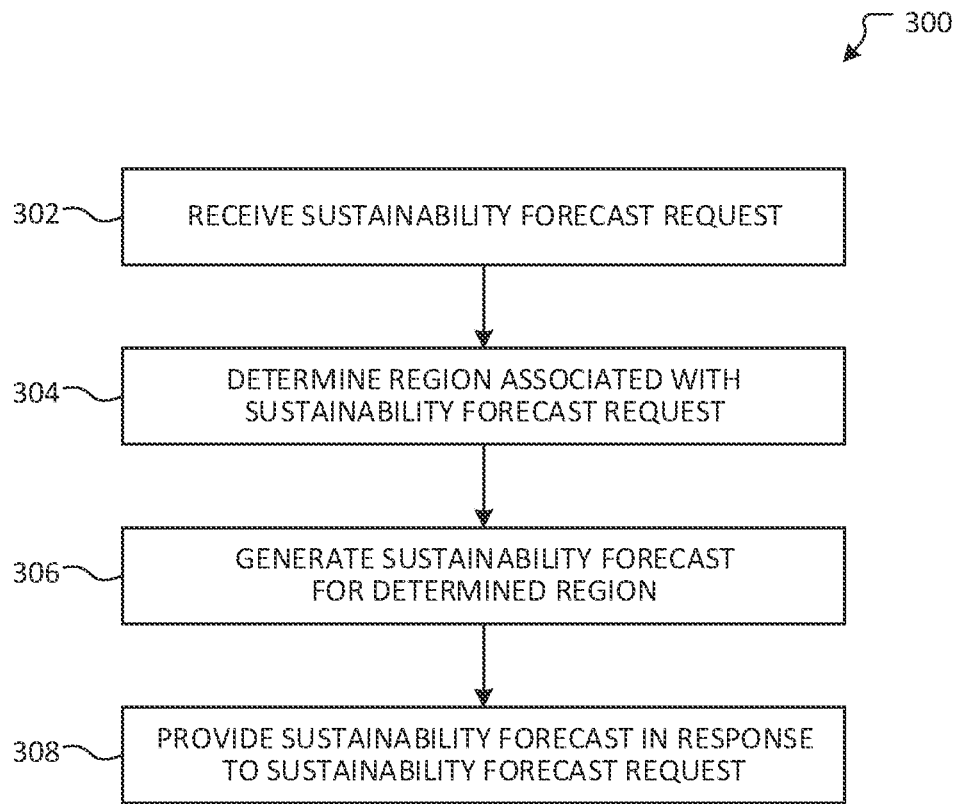 300
302
RECEIVE SUSTAINABILITY FORECAST REQUEST
304
DETERMINE REGION ASSOCIATED WITH
SUSTAINABILITY FORECAST REQUEST
306
GENERATE SUSTAINABILITY FORECAST
FOR DETERMINED REGION
308
PROVIDE SUSTAINABILITY FORECAST IN RESPONSE
TO SUSTAINABILITY FORECAST REQUEST